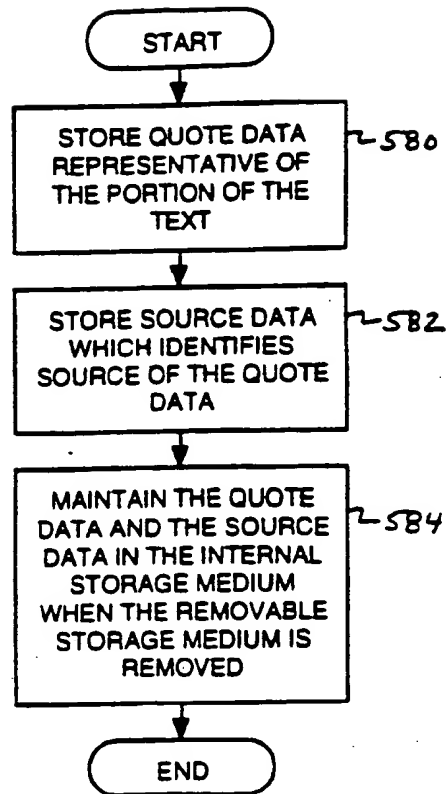 START
STORE QUOTE DATA
REPRESENTATIVE OF
THE PORTION OF THE
TEXT
580
STORE SOURCE DATA
WHICH IDENTIFIES
SOURCE OF THE QUOTE
DATA
582
MAINTAIN THE QUOTE
DATA AND THE SOURCE
DATA IN THE INTERNAL
STORAGE MEDIUM
WHEN THE REMOVABLE
STORAGE MEDIUM IS
REMOVED
584
END